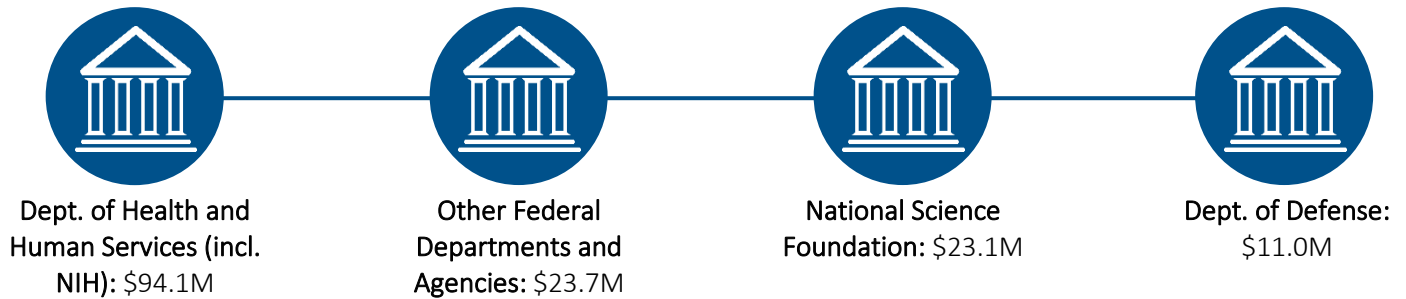 Dept. of Health and
Human Services (incl.
NIH): $94.1M
Other Federal
Departments and
Agencies: $23.7M
National Science
Foundation: $23.1M
Dept. of Defense:
$11.0M